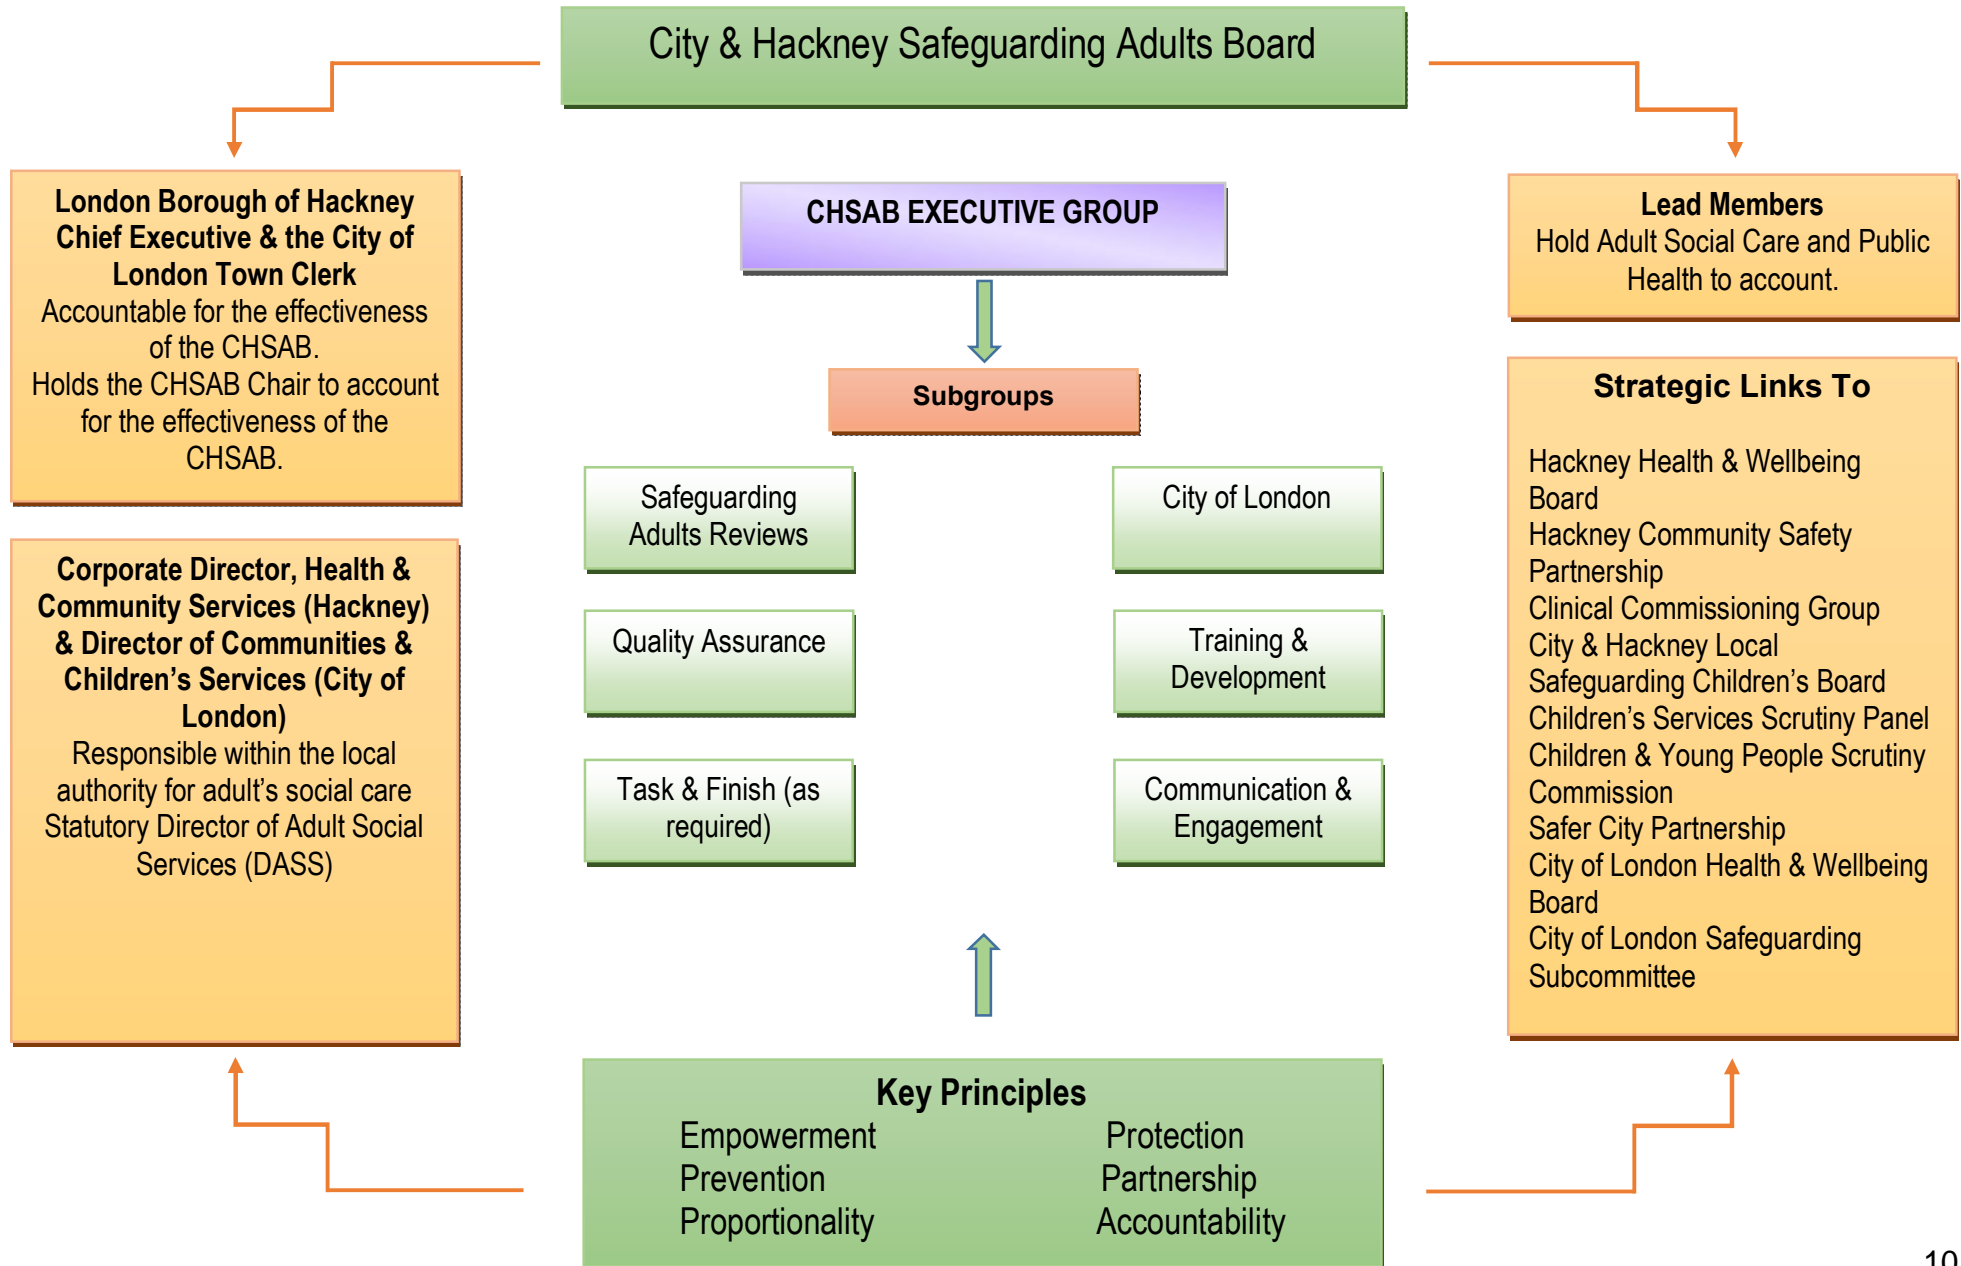 City & Hackney Safeguarding Adults Board
London Borough of Hackney
Chief Executive & the City of
London Town Clerk
Accountable for the effectiveness
of the CHSAB.
Holds the CHSAB Chair to account
for the effectiveness of the
CHSAB.
Corporate Director, Health &
Community Services (Hackney)
& Director of Communities &
Children’s Services (City of
London)
Responsible within the local
authority for adult’s social care
Statutory Director of Adult Social
Services (DASS)
CHSAB EXECUTIVE GROUP
Subgroups
Safeguarding
Adults Reviews
City of London
Quality Assurance
Training &
Development
Task & Finish (as
required)
Communication &
Engagement
Key Principles
Empowerment Protection
Prevention Partnership
Proportionality Accountability
Lead Members
Hold Adult Social Care and Public
Health to account.
Strategic Links To
Hackney Health & Wellbeing
Board
Hackney Community Safety
Partnership
Clinical Commissioning Group
City & Hackney Local
Safeguarding Children’s Board
Children’s Services Scrutiny Panel
Children & Young People Scrutiny
Commission
Safer City Partnership
City of London Health & Wellbeing
Board
City of London Safeguarding
Subcommittee
10